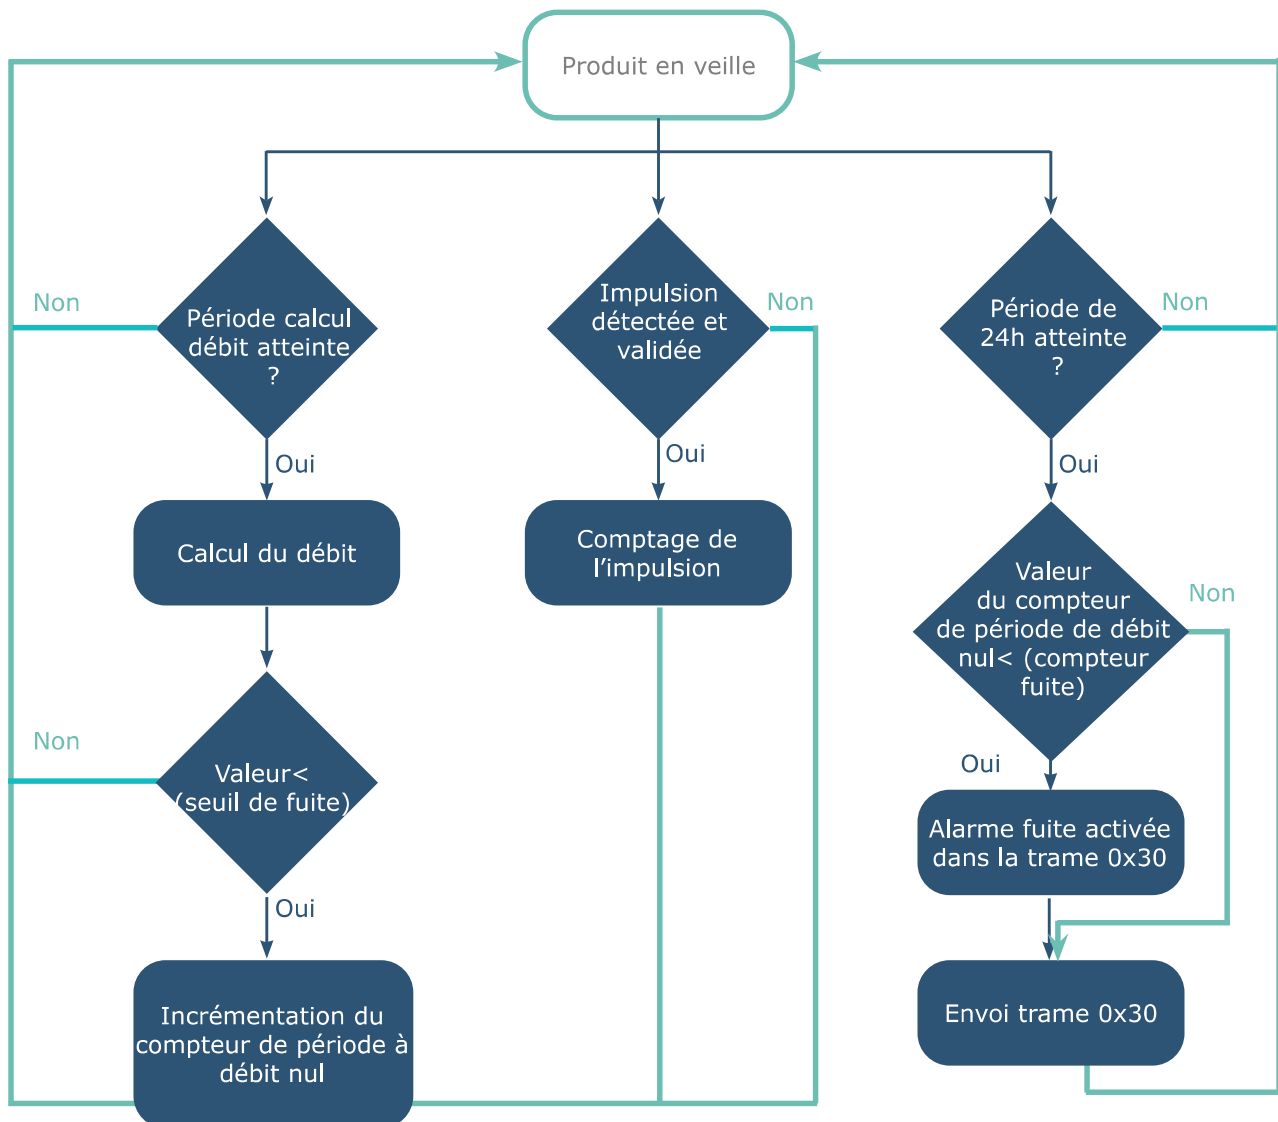 Produit en veille
Non
Période calcul
débit atteinte
?
Oui
Calcul du débit
Non
Valeur<
(seuil de fuite)
Oui
Incrémentation du
compteur de période à
débit nul
Impulsion
détectée et
validée
Non
Oui
Comptage de
l’impulsion
Période de
24h atteinte
?
Non
Oui
Valeur
du compteur
de période de débit
nul< (compteur
fuite)
Non
Oui
Alarme fuite activée
dans la trame 0x30
Envoi trame 0x30